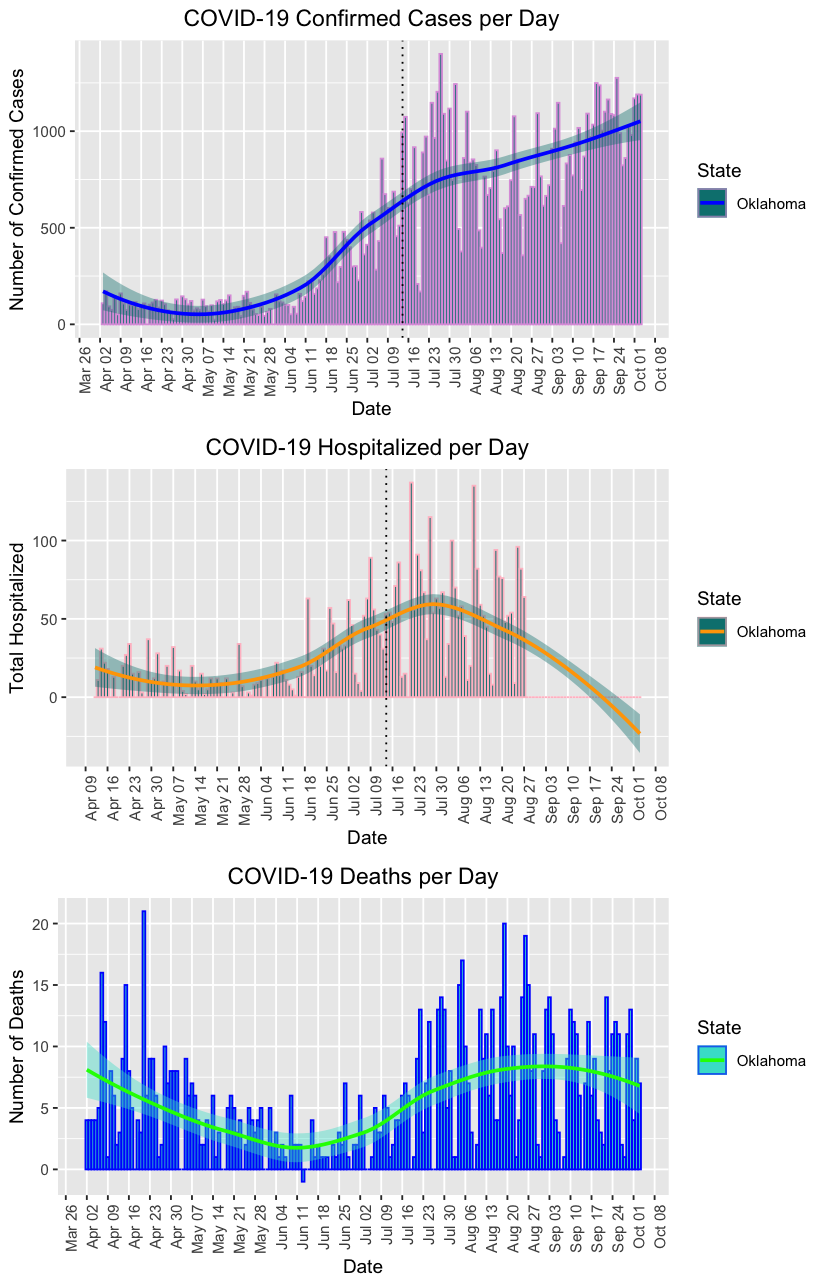 COVID-19 Confirmed Cases per Day
Number of Confirmed Cases
1000
500
0
Mar 26
Apr 02
Apr 09
Apr 16
Apr 23
Apr 30
May 07
May 14
May 21
May 28
Jun 04
Jun 11
Jun 18
Jun 25
Jul 02
Jul 09
Jul 16
Jul 23
Jul 30
Aug 06
Aug 13
Aug 20
Aug 27
Sep 03
Sep 10
Sep 17
Sep 24
Oct 01
Oct 08
Date
State
Oklahoma
COVID-19 Hospitalized per Day
Total Hospitalized
100
50
0
Apr 09
Apr 16
Apr 23
Apr 30
May 07
May 14
May 21
May 28
Jun 04
Jun 11
Jun 18
Jun 25
Jul 02
Jul 09
Jul 16
Jul 23
Jul 30
Aug 06
Aug 13
Aug 20
Aug 27
Sep 03
Sep 10
Sep 17
Sep 24
Oct 01
Oct 08
Date
State
Oklahoma
COVID-19 Deaths per Day
Number of Deaths
20
15
10
5
0
Mar 26
Apr 02
Apr 09
Apr 16
Apr 23
Apr 30
May 07
May 14
May 21
May 28
Jun 04
Jun 11
Jun 18
Jun 25
Jul 02
Jul 09
Jul 16
Jul 23
Jul 30
Aug 06
Aug 13
Aug 20
Aug 27
Sep 03
Sep 10
Sep 17
Sep 24
Oct 01
Oct 08
Date
State
Oklahoma